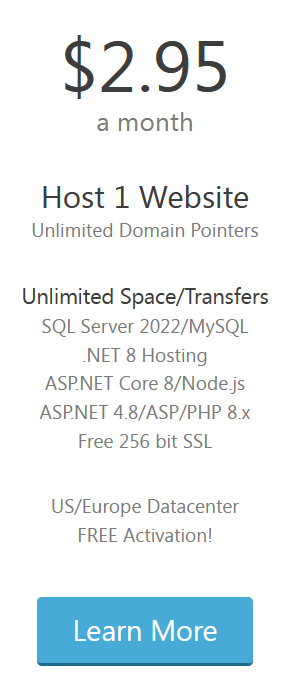 $2.95
a month
Host 1 Website
Unlimited Domain Pointers
Unlimited Space/Transfers
SQL Server 2022/MySQL
.NET 8 Hosting
ASP.NET Core 8/Node.js
ASP.NET 4.8/ASP/PHP 8.x
Free 256 bit SSL
US/Europe Datacenter
FREE Activation!
Learn More